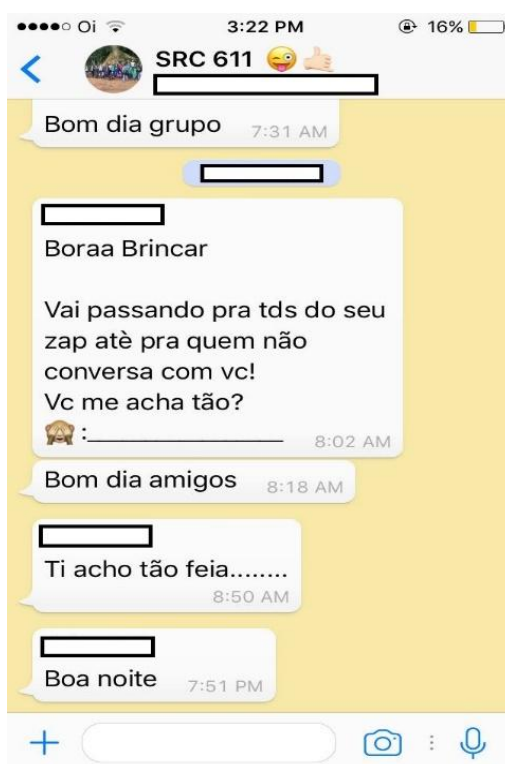 Oi 3:22 PM 16%
SRC 611 😜🤙🏻
Bom dia grupo 7:31 AM
Boraa Brincar
Vai passando pra tds do seu
zap atè pra quem não
conversa com vc!
Vc me acha tão?
🙈:________________ 8:02 AM
Bom dia amigos 8:18 AM
Ti acho tão feia........
8:50 AM
Boa noite 7:51 PM